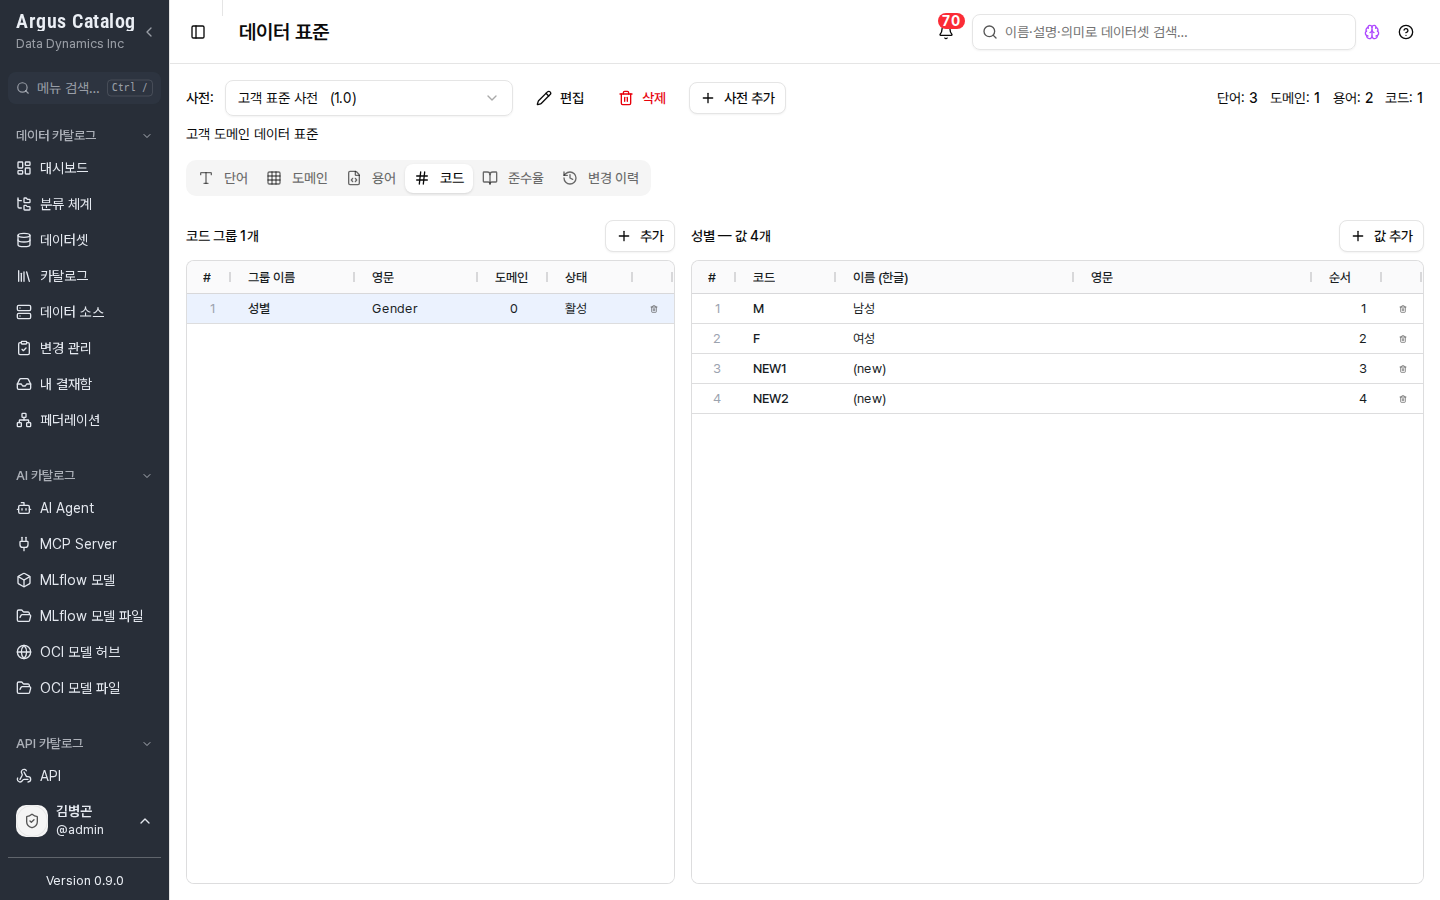 Argus Catalog
Data Dynamics Inc
메뉴 검색... Ctrl /
데이터 카탈로그
대시보드
분류 체계
데이터셋
카탈로그
데이터 소스
변경 관리
내 결재함
페더레이션
AI 카탈로그
AI Agent
MCP Server
MLflow 모델
MLflow 모델 파일
OCI 모델 허브
OCI 모델 파일
API 카탈로그
API
김병곤
@admin
Version 0.9.0
데이터 표준
70
이름·설명·의미로 데이터셋 검색...
사전: 고객 표준 사전 (1.0) 편집 삭제 사전 추가
단어: 3 도메인: 1 용어: 2 코드: 1
고객 도메인 데이터 표준
단어 도메인 용어 코드 준수율 변경 이력
코드 그룹 1개 추가
# 그룹 이름 영문 도메인 상태
1 성별 Gender 0 활성
성별 — 값 4개 값 추가
# 코드 이름 (한글) 영문 순서
1 M 남성 1
2 F 여성 2
3 NEW1 (new) 3
4 NEW2 (new) 4